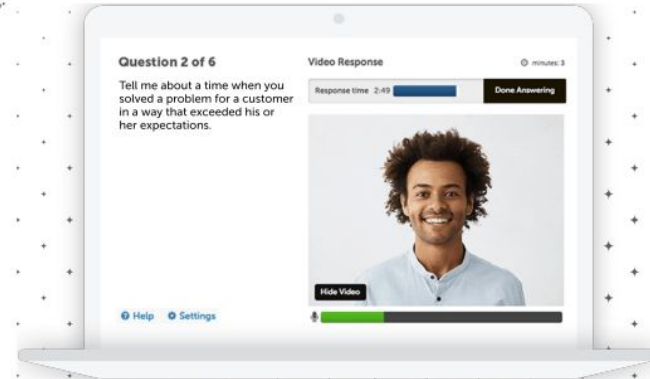 Question 2 of 6
Tell me about a time when you
solved a problem for a customer
in a way that exceeded his or
her expectations.
Help Settings
Video Response minutes: 3
Response time 2:49 Done Answering
Hide Video